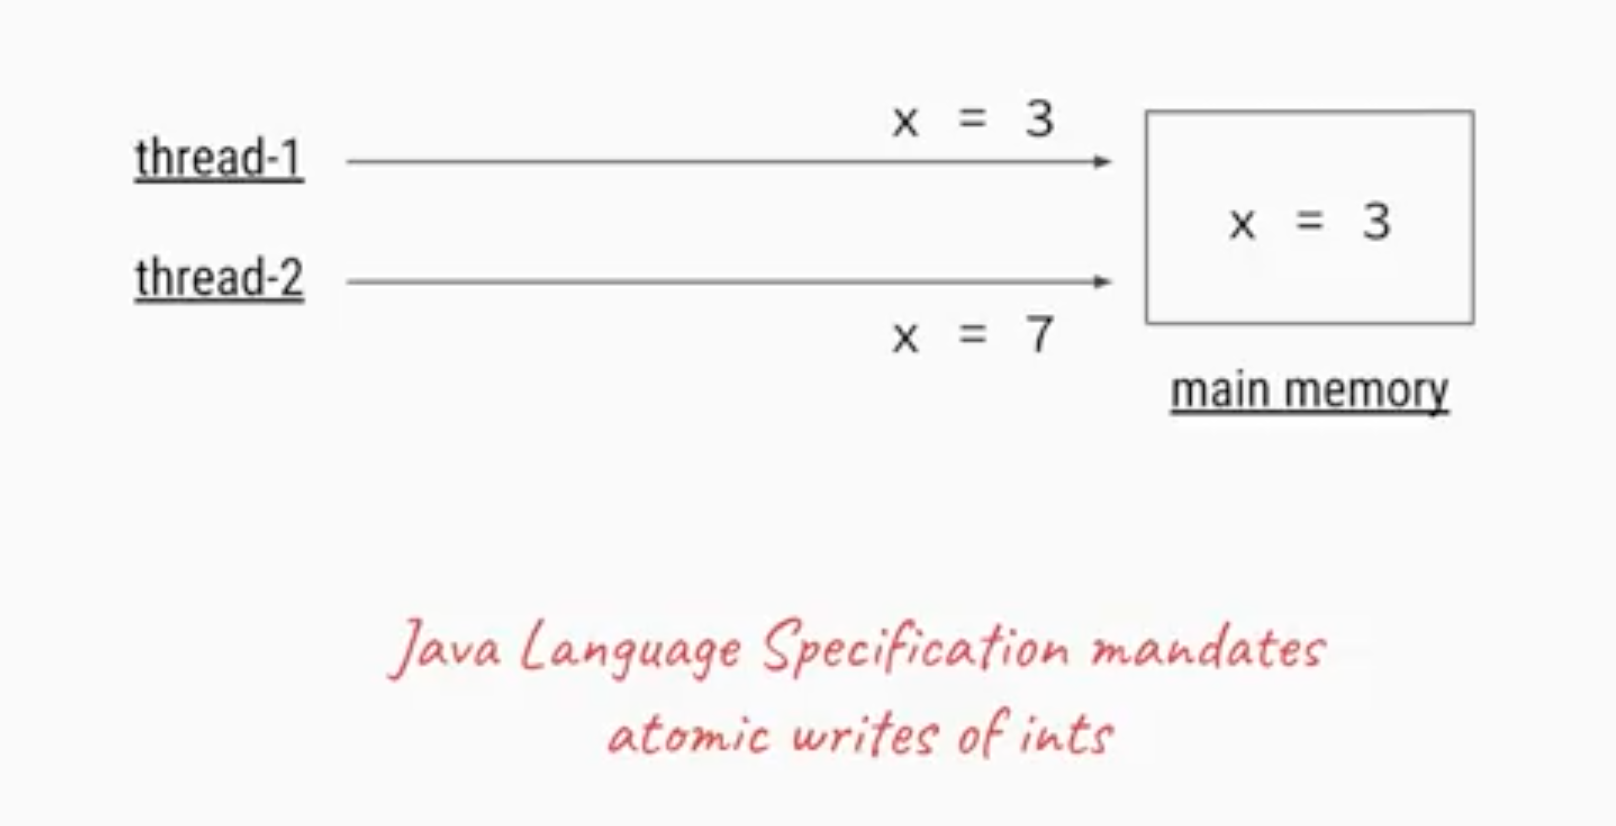 x = 3
thread-1
x = 3
thread-2
x = 7
main memory
Java Language Specification mandates
atomic writes of ints